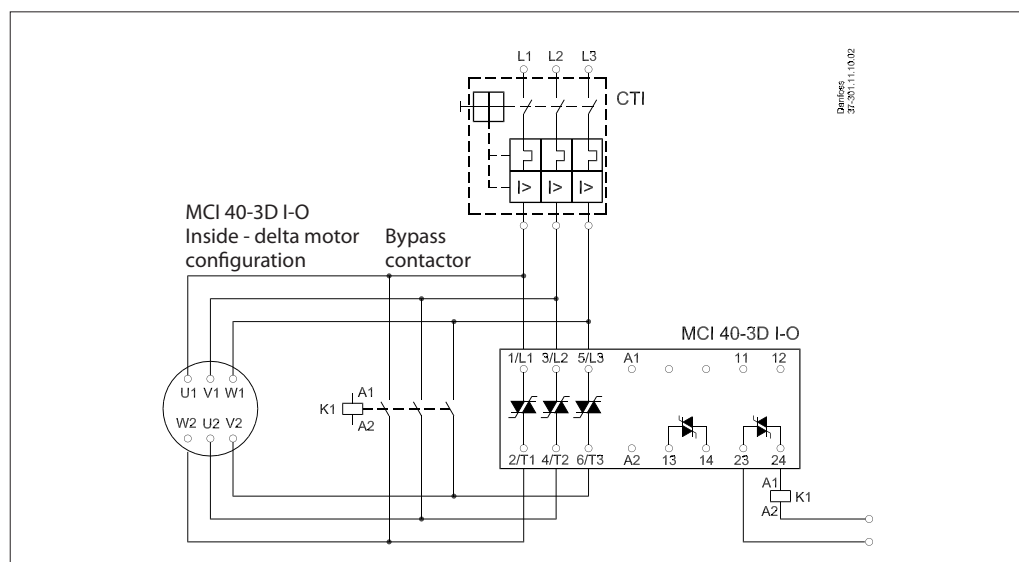 L1 L2 L3
CTI
Danfoss
37-301.11.10.02
I> I> I>
MCI 40-3D I-O
Inside - delta motor
configuration
Bypass
contactor
MCI 40-3D I-O
1/L1 3/L2 5/L3 A1 11 12
U1 V1 W1
W2 U2 V2
K1
A1
A2
2/T1 4/T2 6/T3 A2 13 14 23 24
A1
K1
A2